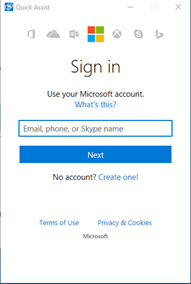 Quick Assist
Sign in
Use your Microsoft account.
What's this?
Email, phone, or Skype name
Next
No account? Create one!
Terms of Use Privacy & Cookies
Microsoft